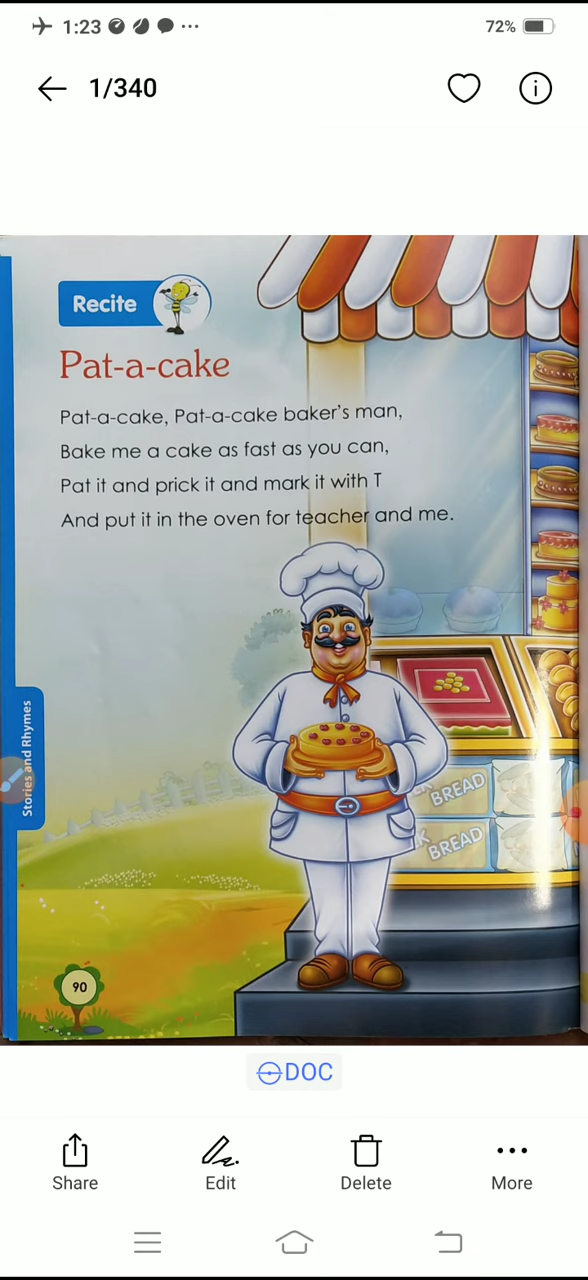 1:23
72%
1/340
Recite
Pat-a-cake
Pat-a-cake, Pat-a-cake baker's man,
Bake me a cake as fast as you can,
Pat it and prick it and mark it with T
And put it in the oven for teacher and me.
Stories and Rhymes
BREAD
BREAD
90
DOC
Share
Edit
Delete
More